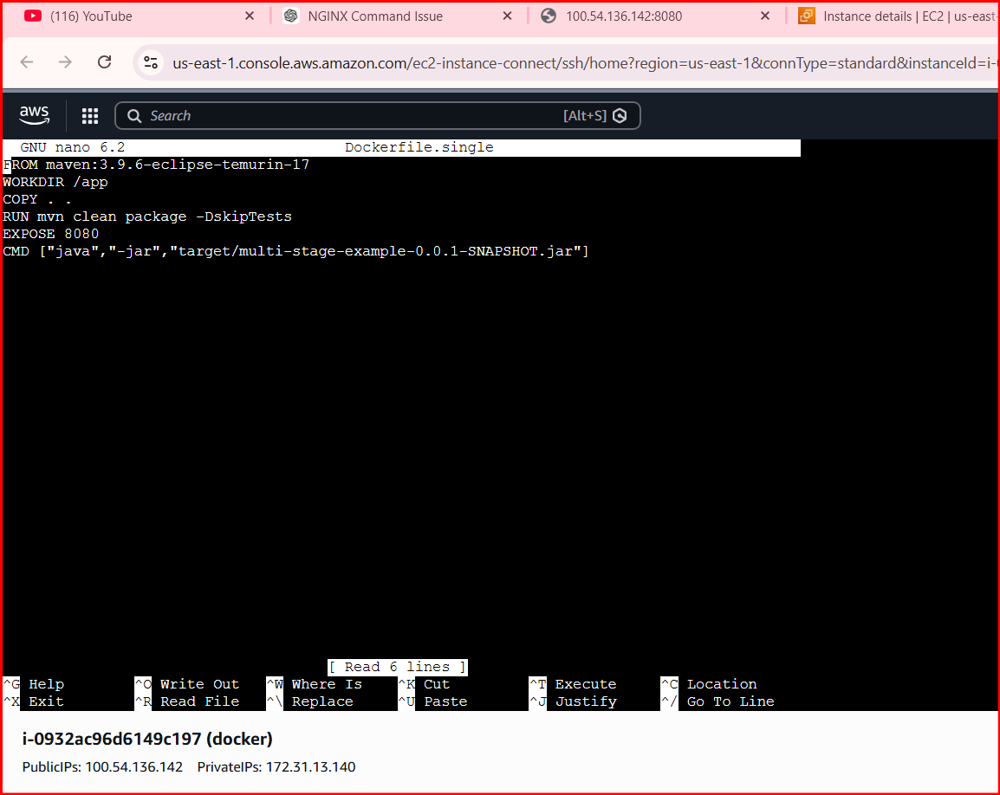 (116) YouTube
NGINX Command Issue
100.54.136.142:8080
Instance details | EC2 | us-east-
us-east-1.console.aws.amazon.com/ec2-instance-connect/ssh/home?region=us-east-1&connType=standard&instanceId=i-
aws
Search [Alt+S]
GNU nano 6.2 Dockerfile.single
FROM maven:3.9.6-eclipse-temurin-17
WORKDIR /app
COPY . .
RUN mvn clean package -DskipTests
EXPOSE 8080
CMD ["java","-jar","target/multi-stage-example-0.0.1-SNAPSHOT.jar"]
[ Read 6 lines ]
^G Help ^O Write Out ^W Where Is ^K Cut ^T Execute ^C Location
^X Exit ^R Read File ^\ Replace ^U Paste ^J Justify ^/ Go To Line
i-0932ac96d6149c197 (docker)
PublicIPs: 100.54.136.142 PrivateIPs: 172.31.13.140